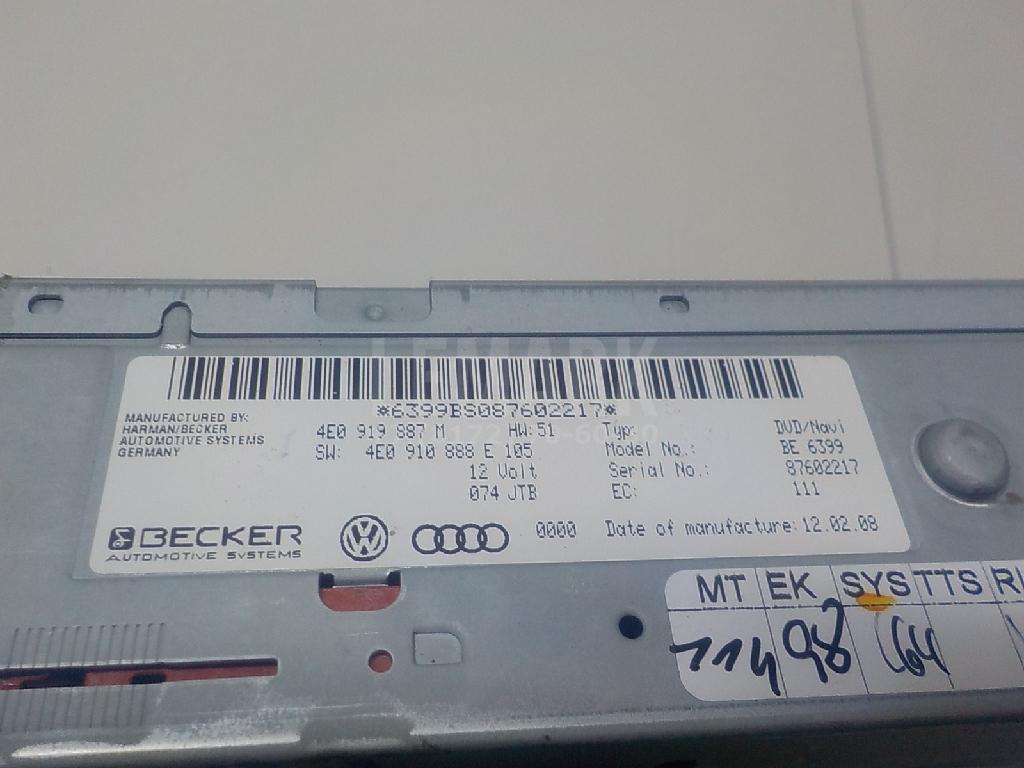 LEMARK
*6399BS087602217*
MANUFACTURED BY:
HARMAN/BECKER
AUTOMOTIVE SYSTEMS
GERMANY
4E0 919 887 M HW:51
SW: 4E0 910 888 E 105
12 Volt
074 JTB
Typ: DVD/Navi
Model No.: BE 6399
Serial No.: 87602217
EC: 111
BECKER
AUTOMOTIVE SYSTEMS
0000 Date of manufacture: 12.02.08
MT EK SYS TTS
114 98 64